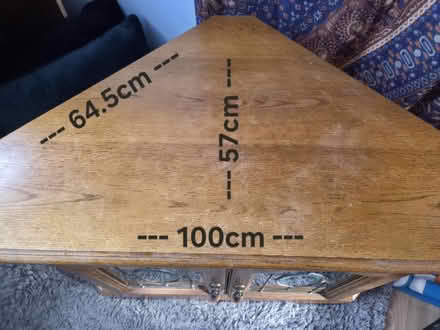 --- 64.5cm ---
--- 57cm ---
--- 100cm ---